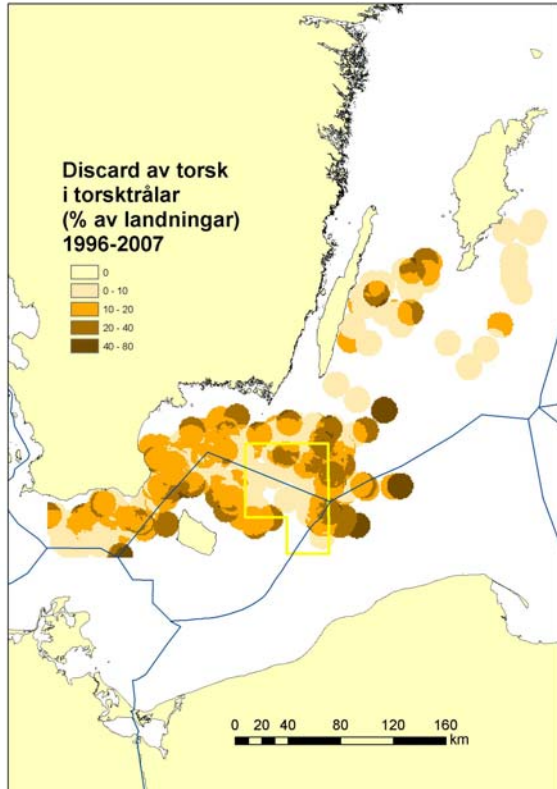 Discard av torsk
i torsktrålar
(% av landningar)
1996-2007
0
0 - 10
10 - 20
20 - 40
40 - 80
0 10 20 40 80 120 160
km